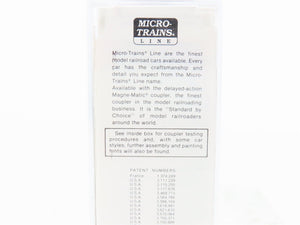 MICRO-
TRAINS®
LINE
Micro-Trains® Line are the finest
model railroad cars available. Every
car has the craftsmanship and
detail you expect from the Micro-
Trains® Line name.
Available with the delayed-action
Magne-Matic® coupler, the finest
coupler in the model railroading
business. It is the "Standard by
Choice" of model railroaders
around the world.
See inside box for coupler testing
procedures and, with some car
styles, further assembly and painting
hints will also be found.
PATENT NUMBERS
France
U.S.A.
U.S.A.
U.S.A.
U.S.A.
U.S.A.
U.S.A.
U.S.A.
U.S.A.
U.S.A.
U.S.A.
U.S.A.